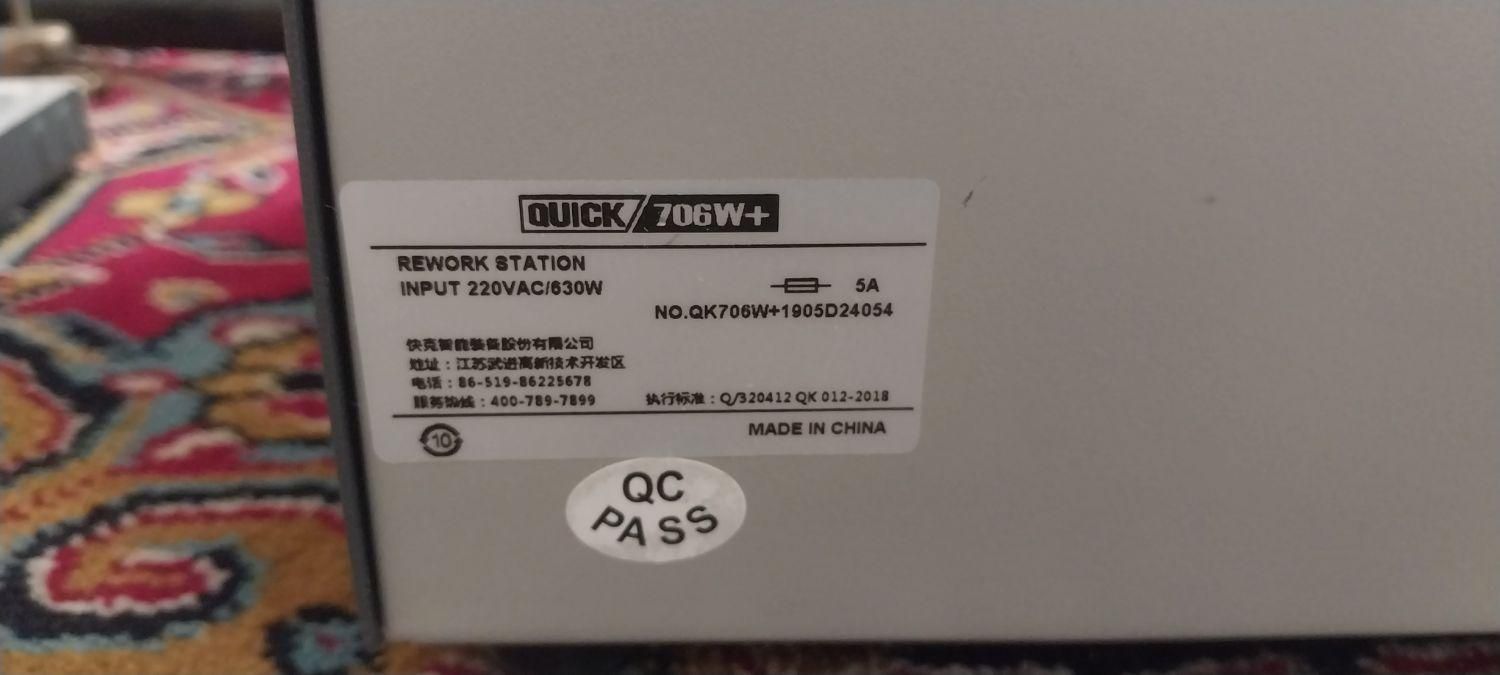 QUICK/706W+
REWORK STATION
INPUT 220VAC/630W
5A
NO.QK706W+1905D24054
快克智能装备股份有限公司
地址：江苏武进高新技术开发区
电话：86-519-86225678
服务热线：400-789-7899
执行标准：Q/320412 QK 012-2018
10
MADE IN CHINA
QC
PASS